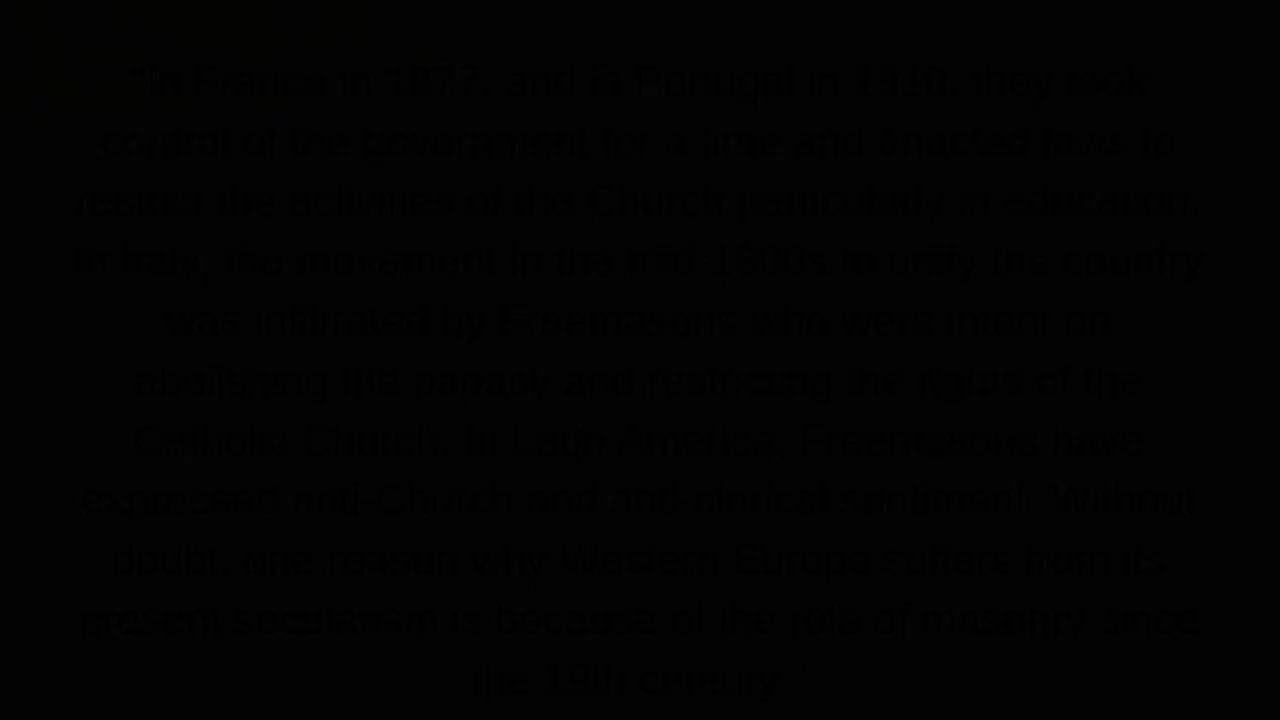 "In France in 1877, and in Portugal in 1910, they took
control of the government for a time and enacted laws to
restrict the activities of the Church particularly in education.
In Italy, the movement in the mid 1800s to unify the country
was infiltrated by Freemasons who were intent on
abolishing the papacy and restricting the rights of the
Catholic Church. In Latin America, Freemasons have
expressed anti-Church and anti-clerical sentiment. Without
doubt, one reason why Western Europe suffers from its
present secularism is because of the role of masonry since
the 19th century."